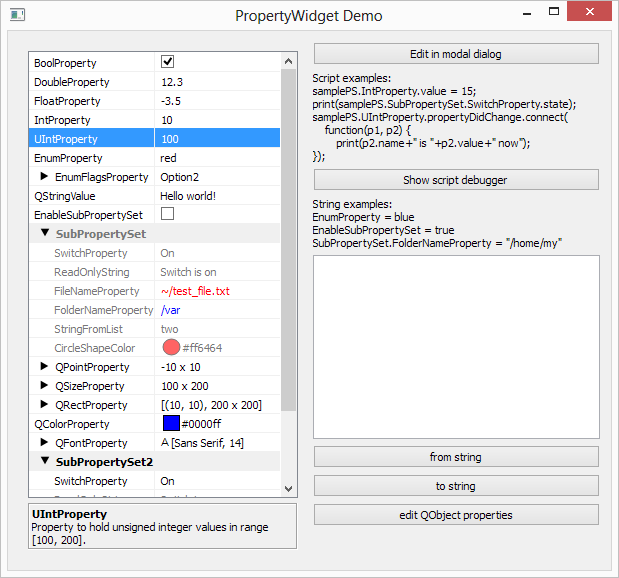 PropertyWidget Demo
BoolProperty
DoubleProperty 12.3
FloatProperty -3.5
IntProperty 10
UIntProperty 100
EnumProperty red
EnumFlagsProperty Option2
QStringValue Hello world!
EnableSubPropertySet
SubPropertySet
SwitchProperty On
ReadOnlyString Switch is on
FileNameProperty ~/test_file.txt
FolderNameProperty /var
StringFromList two
CircleShapeColor #ff6464
QPointProperty -10 x 10
QSizeProperty 100 x 200
QRectProperty [(10, 10), 200 x 200]
QColorProperty #0000ff
QFontProperty A [Sans Serif, 14]
SubPropertySet2
SwitchProperty On
UIntProperty
Property to hold unsigned integer values in range
[100, 200].
Edit in modal dialog
Script examples:
samplePS.IntProperty.value = 15;
print(samplePS.SubPropertySet.SwitchProperty.state);
samplePS.UIntProperty.propertyDidChange.connect(
function(p1, p2) {
print(p2.name+" is "+p2.value+" now");
});
Show script debugger
String examples:
EnumProperty = blue
EnableSubPropertySet = true
SubPropertySet.FolderNameProperty = "/home/my"
from string
to string
edit QObject properties